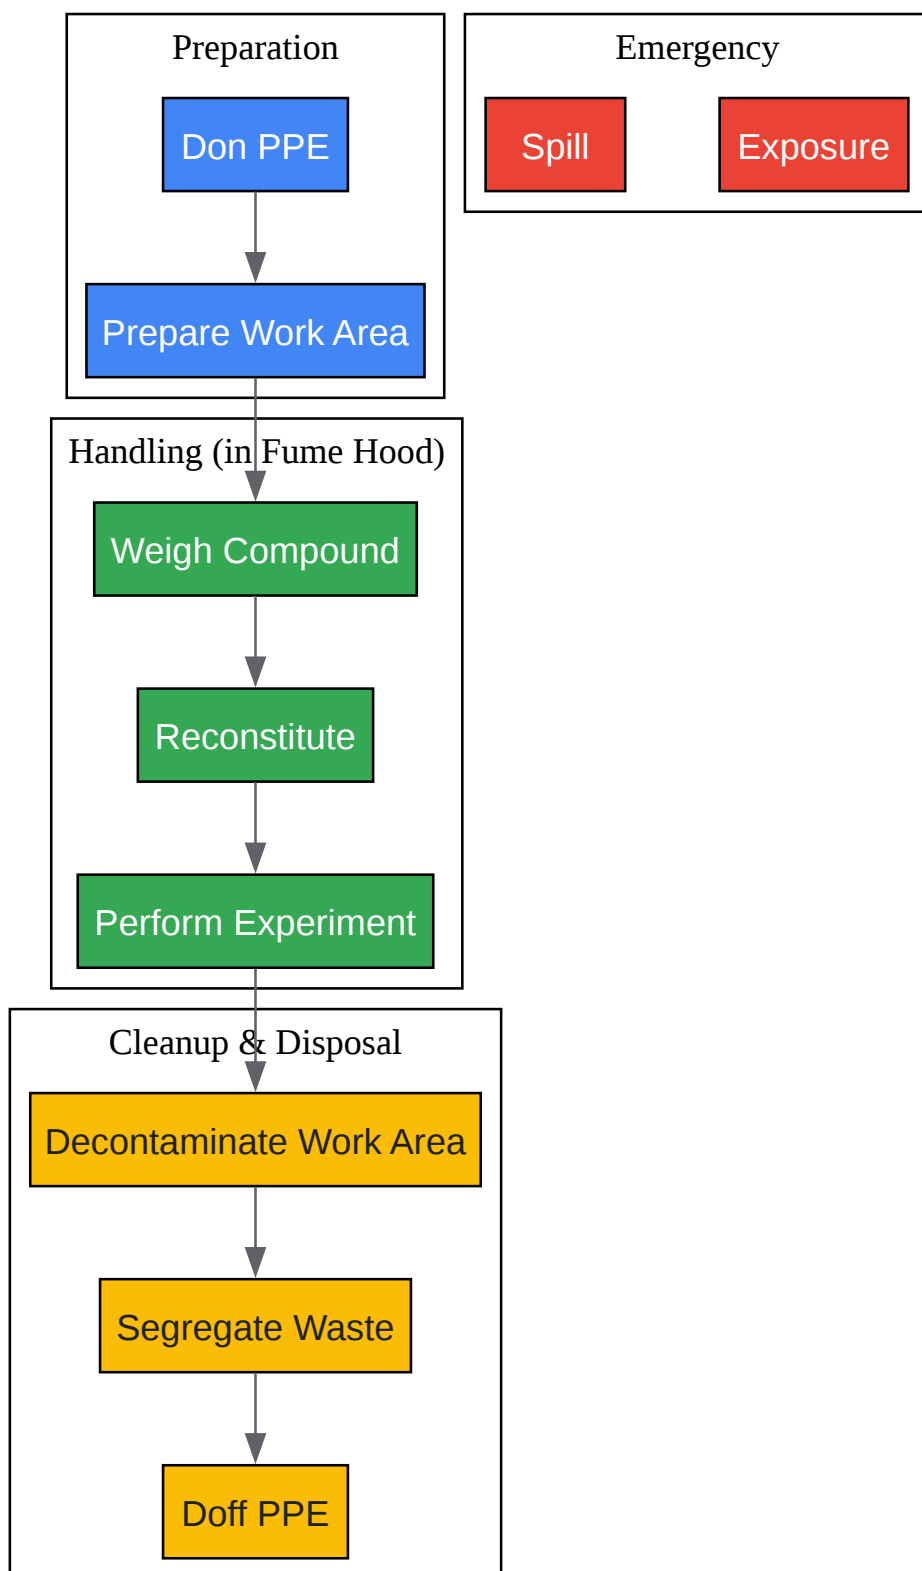 Preparation
Don PPE
Prepare Work Area
Emergency
Spill
Exposure
Handling (in Fume Hood)
Weigh Compound
Reconstitute
Perform Experiment
Cleanup & Disposal
Decontaminate Work Area
Segregate Waste
Doff PPE